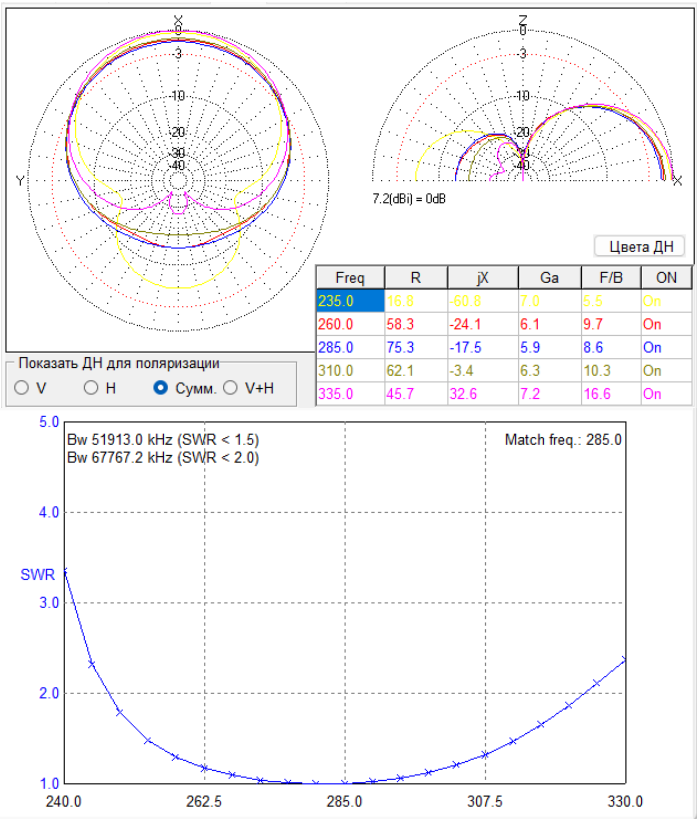 X
0
-3
-10
-20
-30
-40
Y
Z
0
-3
-10
-20
-30
-40
X
7.2(dBi) = 0dB
Цвета ДН
Freq R jX Ga F/B ON
235.0 16.8 -60.8 7.0 5.5 On
260.0 58.3 -24.1 6.1 9.7 On
285.0 75.3 -17.5 5.9 8.6 On
310.0 62.1 -3.4 6.3 10.3 On
335.0 45.7 32.6 7.2 16.6 On
Показать ДН для поляризации
V H Сумм. V+H
5.0
Bw 51913.0 kHz (SWR < 1.5) Match freq.: 285.0
Bw 67767.2 kHz (SWR < 2.0)
4.0
SWR
3.0
2.0
1.0
240.0 262.5 285.0 307.5 330.0